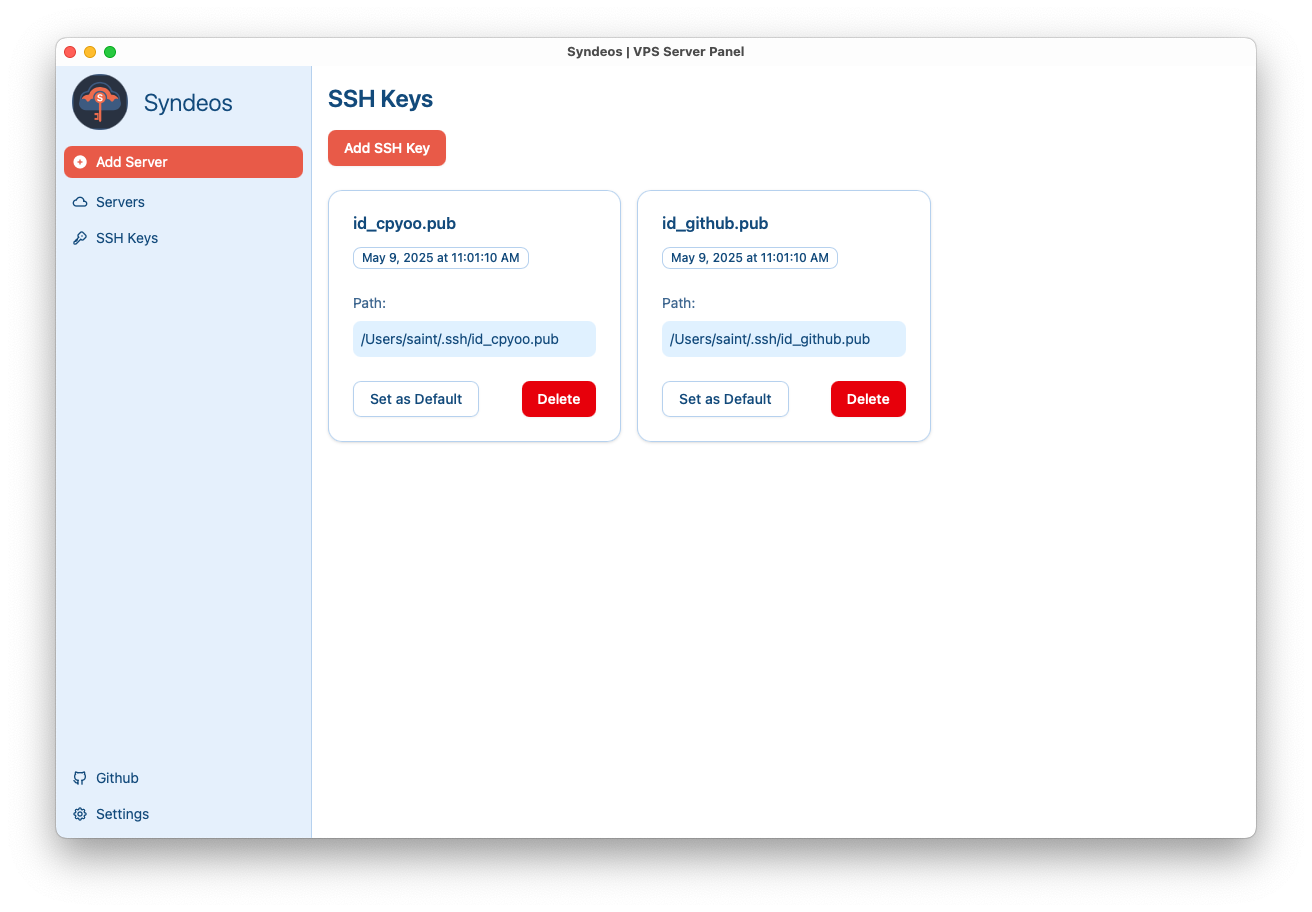 Syndeos | VPS Server Panel
S
Syndeos
Add Server
Servers
SSH Keys
Github
Settings
SSH Keys
Add SSH Key
id_cpyoo.pub
May 9, 2025 at 11:01:10 AM
Path:
/Users/saint/.ssh/id_cpyoo.pub
Set as Default
Delete
id_github.pub
May 9, 2025 at 11:01:10 AM
Path:
/Users/saint/.ssh/id_github.pub
Set as Default
Delete